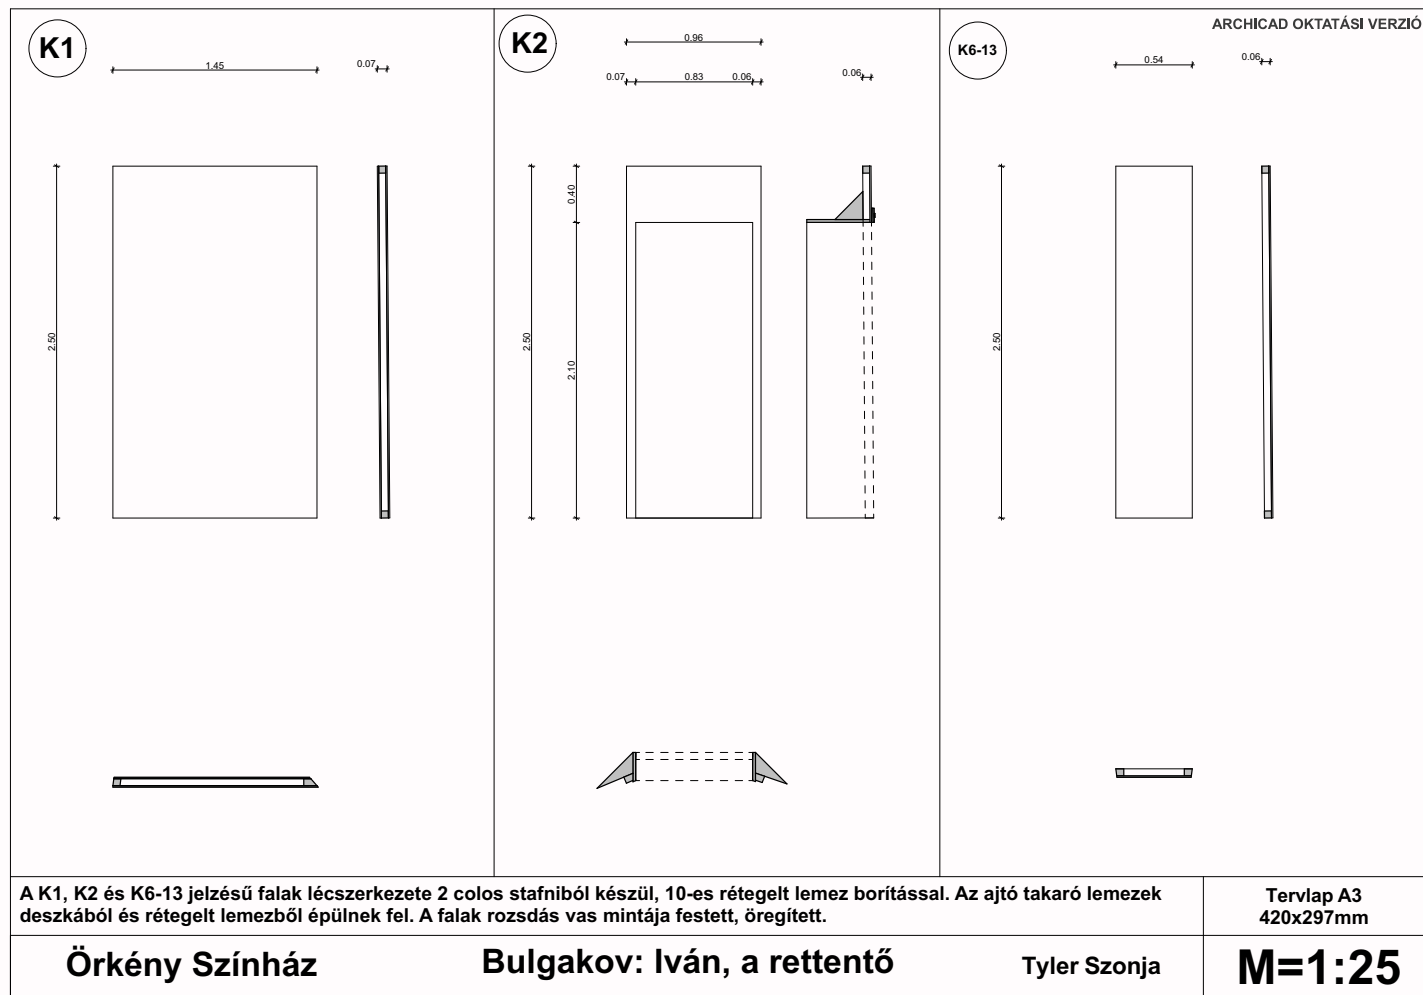 ARCHICAD OKTATÁSI VERZIÓ
K1
1.45
0.07
2.50
K2
0.96
0.07
0.83
0.06
0.06
0.40
2.50
2.10
K6-13
0.54
0.06
2.50
A K1, K2 és K6-13 jelzésű falak lécszerkezete 2 colos stafniból készül, 10-es rétegelt lemez borítással. Az ajtó takaró lemezek
deszkából és rétegelt lemezből épülnek fel. A falak rozsdás vas mintája festett, öregített.
Tervlap A3
420x297mm
Örkény Színház
Bulgakov: Iván, a rettentő
Tyler Szonja
M=1:25